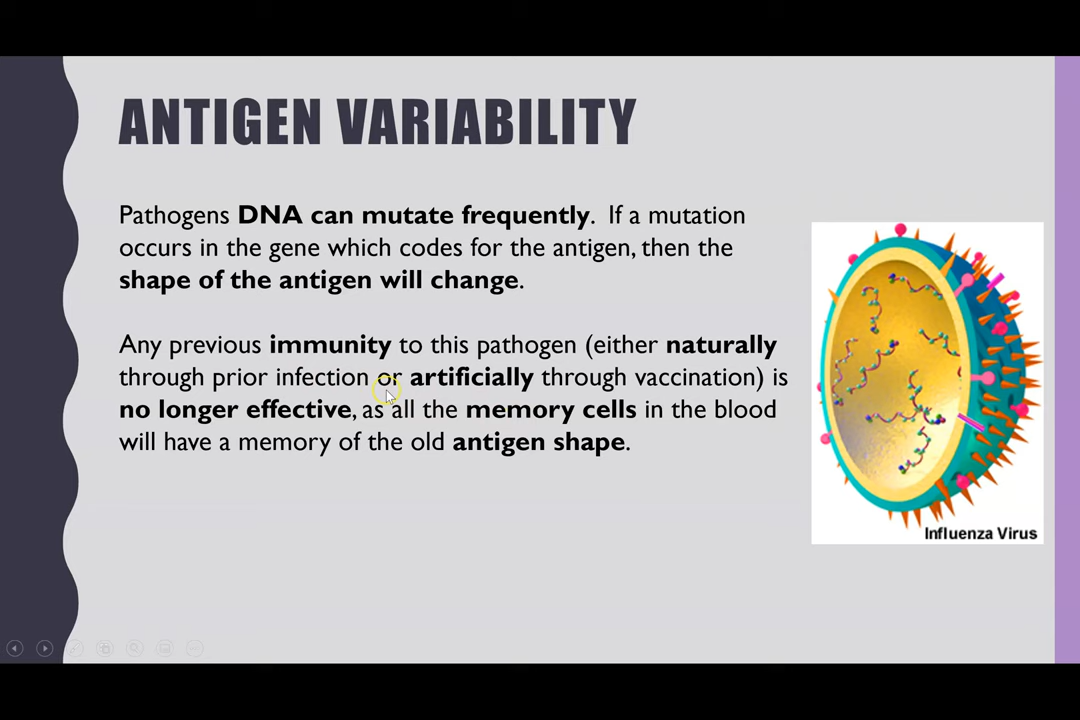 ANTIGEN VARIABILITY
Pathogens DNA can mutate frequently. If a mutation
occurs in the gene which codes for the antigen, then the
shape of the antigen will change.
Any previous immunity to this pathogen (either naturally
through prior infection or artificially through vaccination) is
no longer effective, as all the memory cells in the blood
will have a memory of the old antigen shape.
Influenza Virus